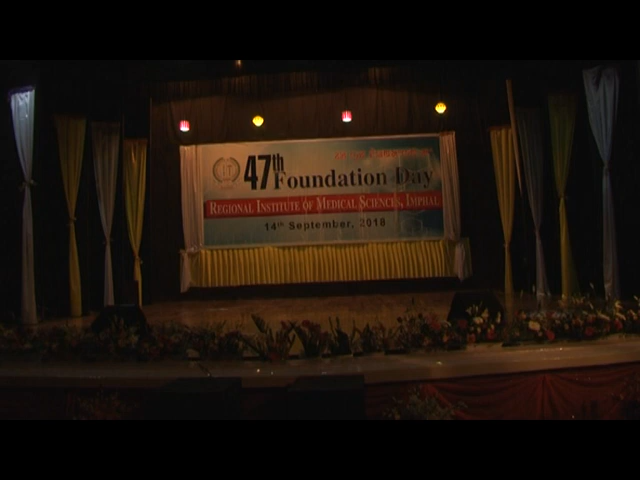 47th
Foundation Day
REGIONAL INSTITUTE OF MEDICAL SCIENCES, IMPHAL
14th September, 2018